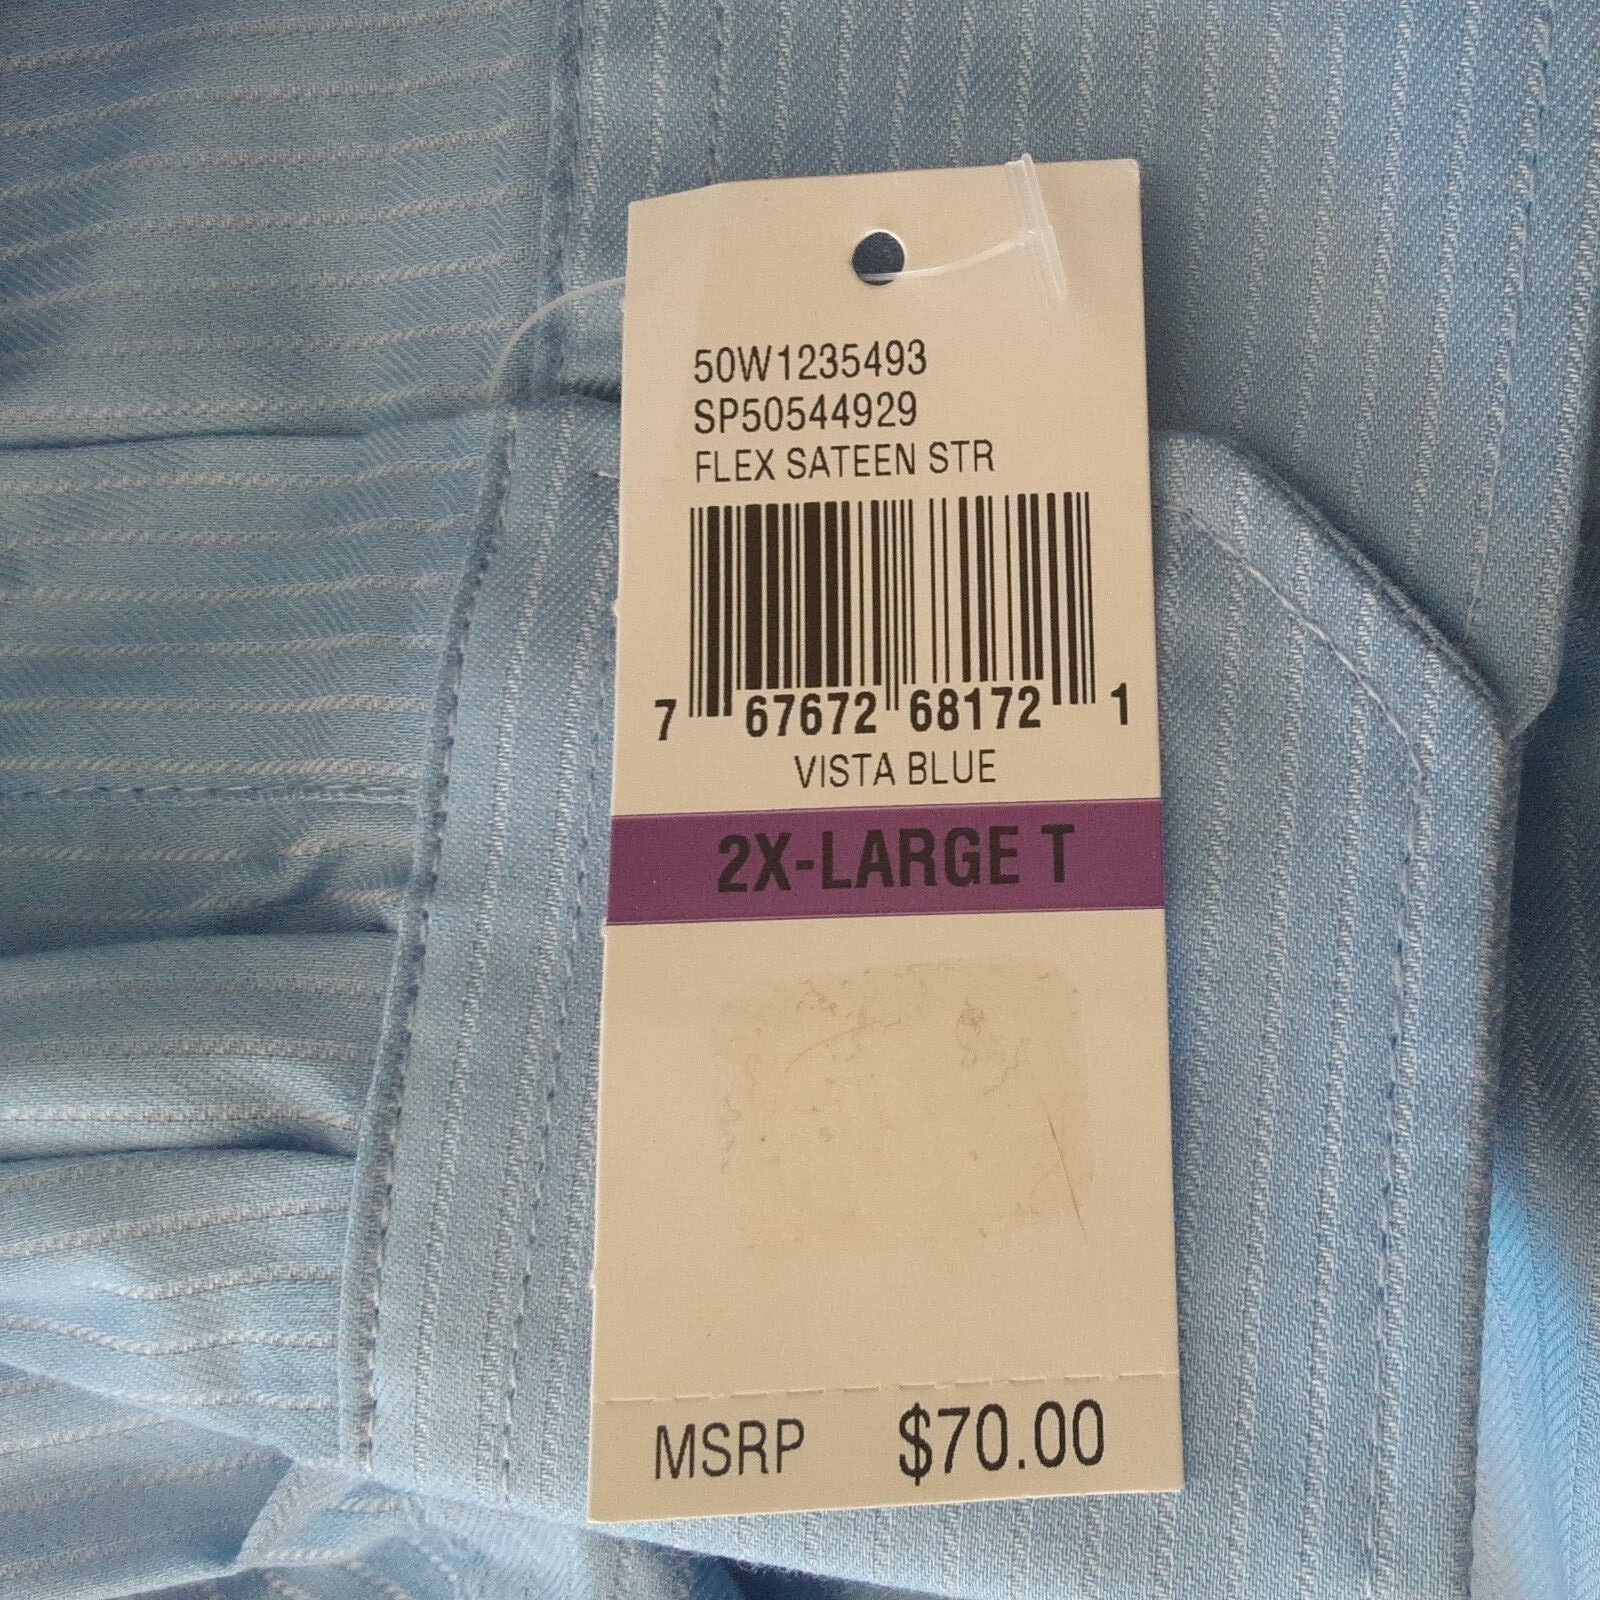 50W1235493
SP50544929
FLEX SATEEN STR
7 67672 68172 1
VISTA BLUE
2X-LARGE T
MSRP $70.00